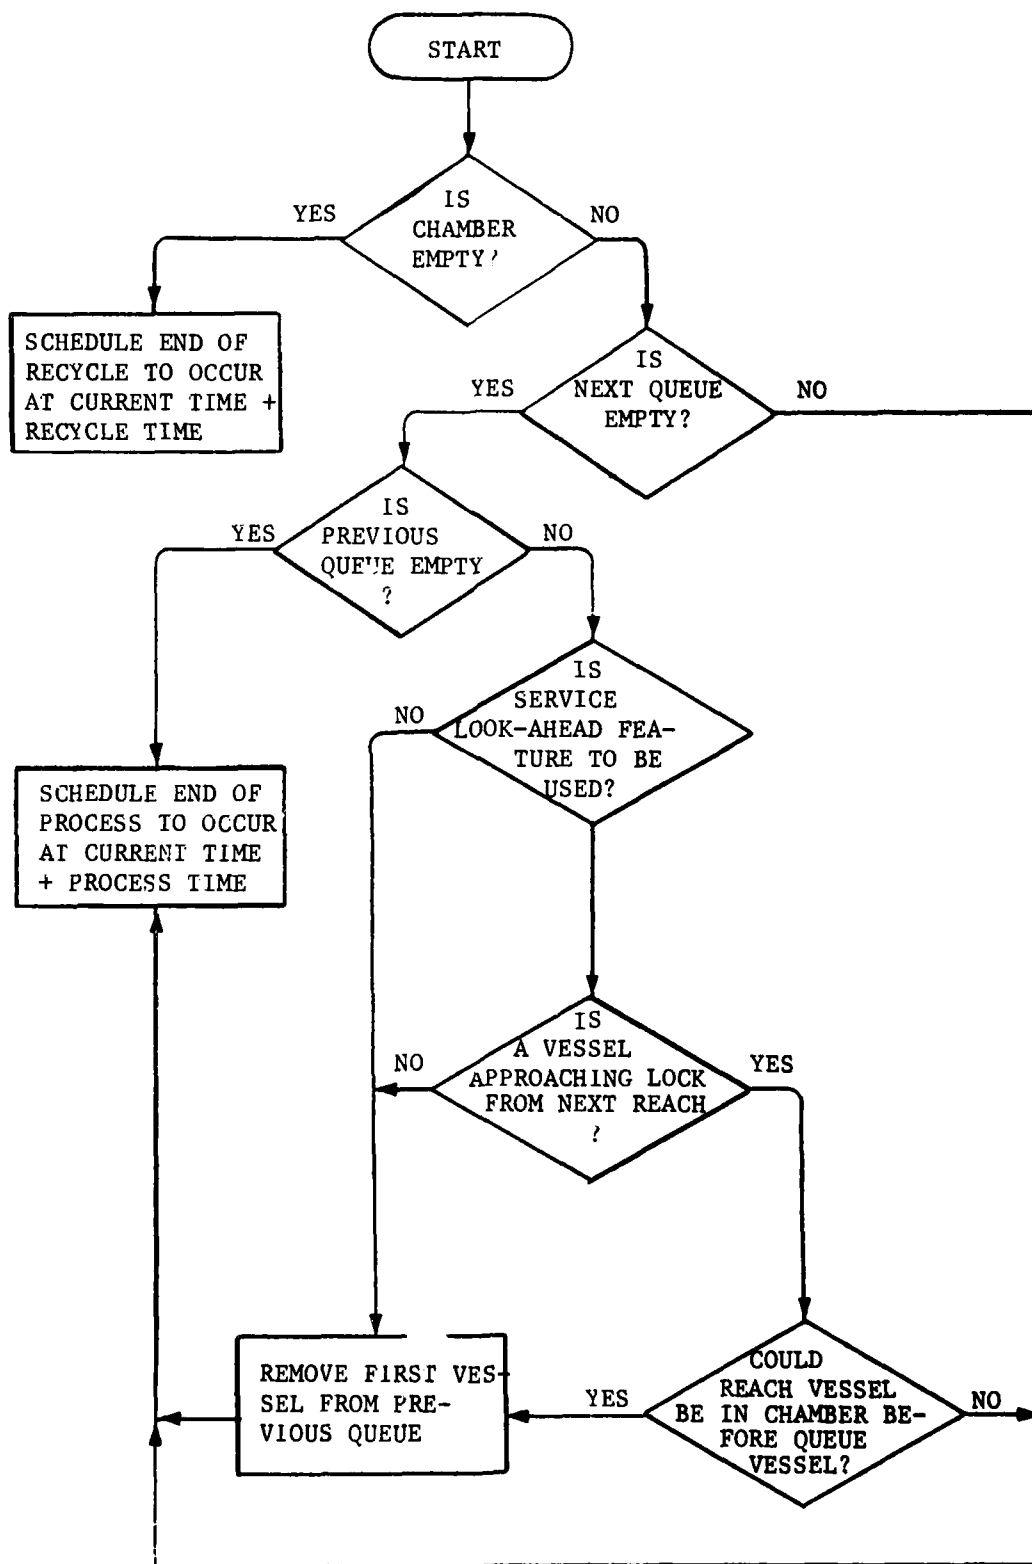 START
IS
CHAMBER
EMPTY?
YES
NO
SCHEDULE END OF
RECYCLE TO OCCUR
AT CURRENT TIME +
RECYCLE TIME
IS
NEXT QUEUE
EMPTY?
YES
NO
IS
PREVIOUS
QUEUE EMPTY
?
YES
NO
IS
SERVICE
LOOK-AHEAD FEA-
TURE TO BE
USED?
NO
SCHEDULE END OF
PROCESS TO OCCUR
AT CURRENT TIME
+ PROCESS TIME
IS
A VESSEL
APPROACHING LOCK
FROM NEXT REACH
?
NO
YES
COULD
REACH VESSEL
BE IN CHAMBER BE-
FORE QUEUE
VESSEL?
YES
NO
REMOVE FIRST VES-
SEL FROM PRE-
VIOUS QUEUE